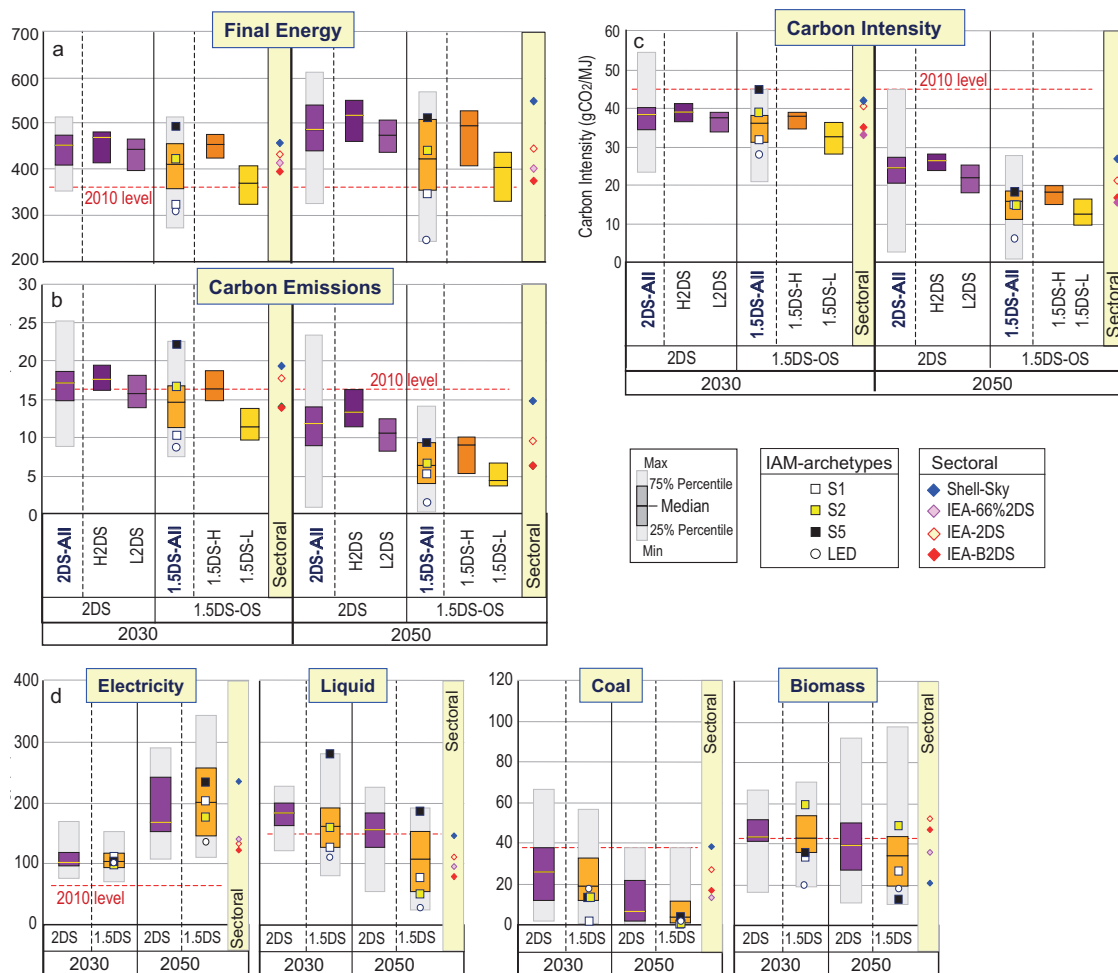 Final Energy
a
700
600
500
400
300
200
2010 level
Carbon Emissions
b
30
25
20
15
10
5
0
2010 level
2DS-All
H2DS
L2DS
1.5DS-All
1.5DS-H
1.5DS-L
Sectoral
2DS-All
H2DS
L2DS
1.5DS-All
1.5DS-H
1.5DS-L
Sectoral
2DS
1.5DS-OS
2DS
1.5DS-OS
2030
2050
Carbon Intensity
c
Carbon Intensity (gCO2/MJ)
60
50
40
30
20
10
0
2010 level
2DS-All
H2DS
L2DS
1.5DS-All
1.5DS-H
1.5DS-L
Sectoral
2DS-All
H2DS
L2DS
1.5DS-All
1.5DS-H
1.5DS-L
Sectoral
2DS
1.5DS-OS
2DS
1.5DS-OS
2030
2050
Max
75% Percentile
Median
25% Percentile
Min
IAM-archetypes
S1
S2
S5
LED
Sectoral
Shell-Sky
IEA-66%2DS
IEA-2DS
IEA-B2DS
d
Electricity
400
300
200
100
0
2010 level
2DS
1.5DS
2DS
1.5DS
2030
2050
Sectoral
Liquid
2DS
1.5DS
2DS
1.5DS
2030
2050
Sectoral
Coal
120
100
80
60
40
20
0
2DS
1.5DS
2DS
1.5DS
2030
2050
Biomass
2DS
1.5DS
2DS
1.5DS
2030
2050
Sectoral